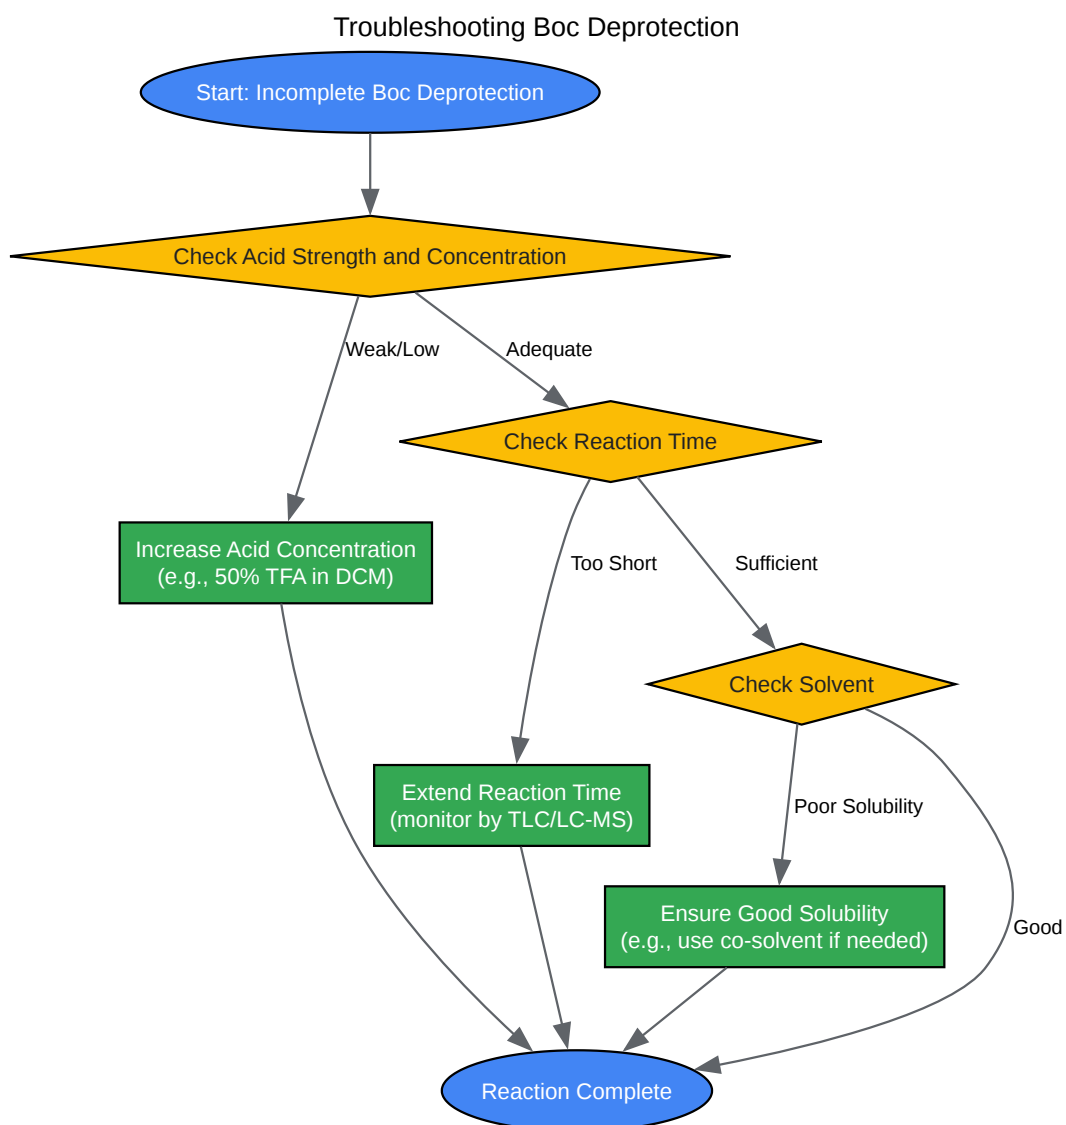 Troubleshooting Boc Deprotection
Start: Incomplete Boc Deprotection
Check Acid Strength and Concentration
Weak/Low
Adequate
Check Reaction Time
Increase Acid Concentration
(e.g., 50% TFA in DCM)
Too Short
Sufficient
Check Solvent
Extend Reaction Time
(monitor by TLC/LC-MS)
Poor Solubility
Ensure Good Solubility
(e.g., use co-solvent if needed)
Good
Reaction Complete